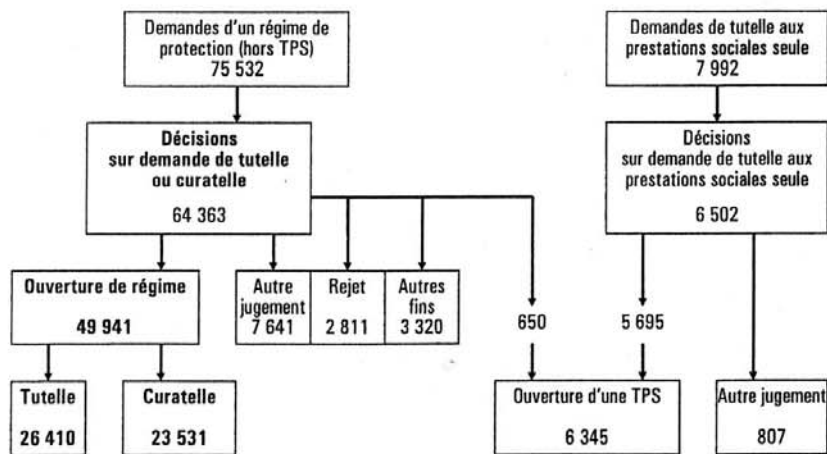 Demandes d'un régime de
protection (hors TPS)
75 532
Demandes de tutelle aux
prestations sociales seule
7 992
Décisions
sur demande de tutelle
ou curatelle
64 363
Décisions
sur demande de tutelle aux
prestations sociales seule
6 502
Ouverture de régime
49 941
Autre
jugement
7 641
Rejet
2 811
Autres
fins
3 320
650
5 695
Tutelle
26 410
Curatelle
23 531
Ouverture d'une TPS
6 345
Autre jugement
807